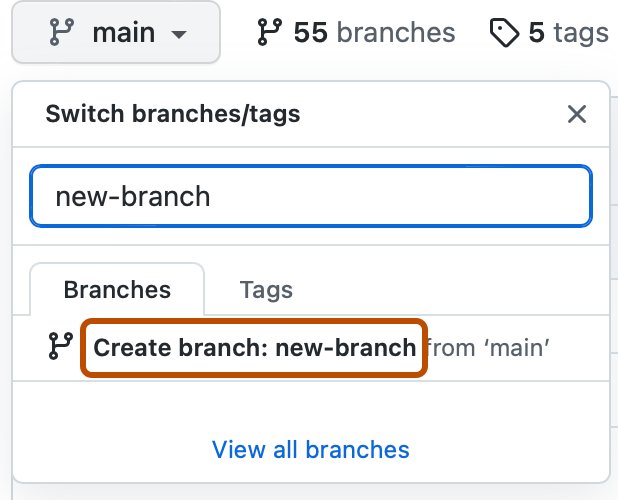 main 55 branches 5 tags
Switch branches/tags
new-branch
Branches Tags
Create branch: new-branch from ‘main’
View all branches